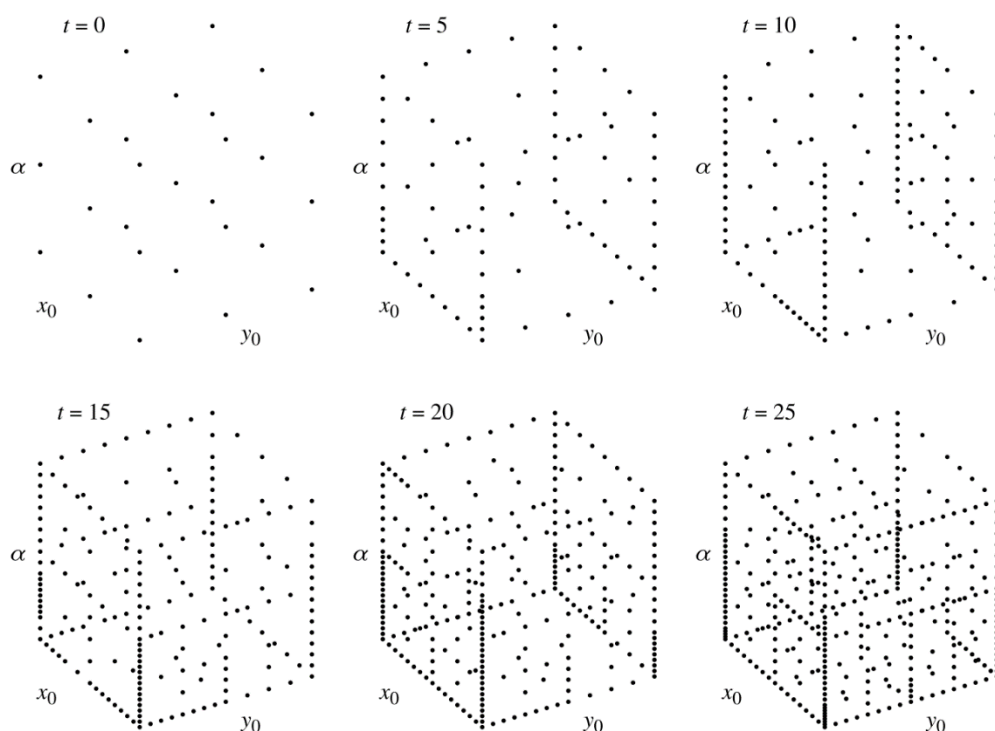 t = 0
t = 5
t = 10
α
α
α
x₀
y₀
x₀
y₀
x₀
y₀
t = 15
t = 20
t = 25
α
α
α
x₀
y₀
x₀
y₀
x₀
y₀